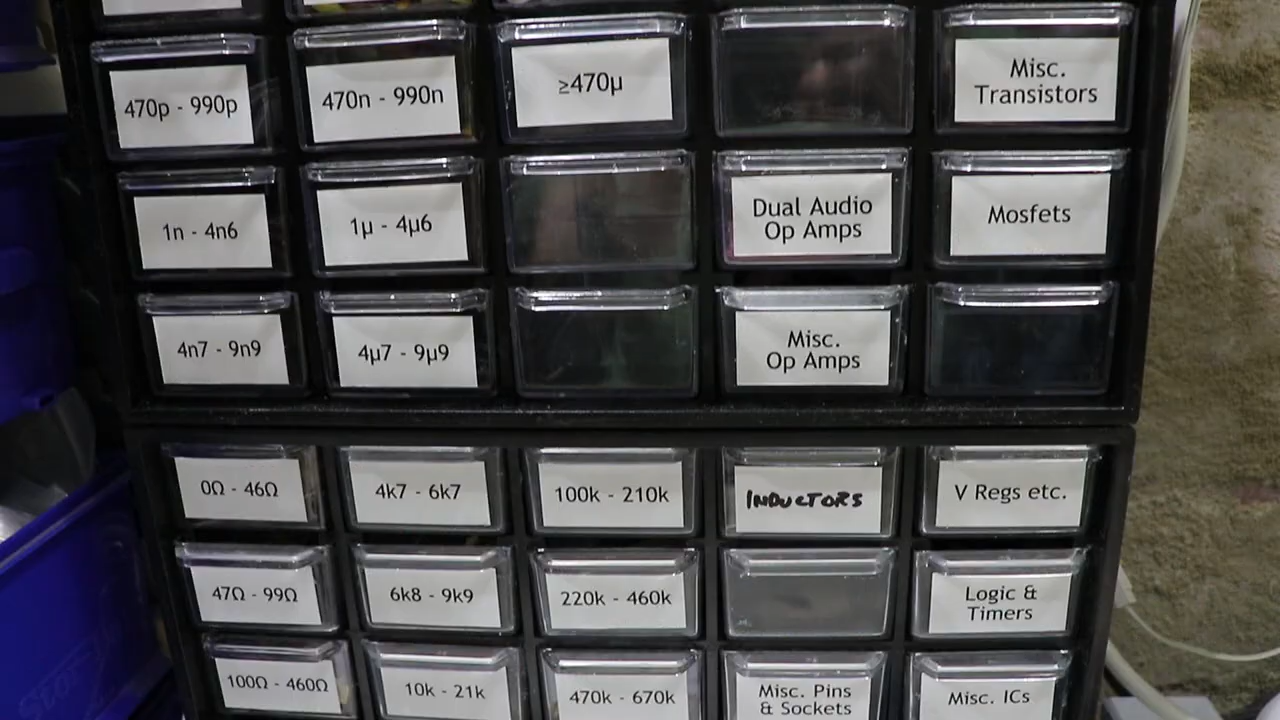 470p - 990p
470n - 990n
≥470µ
Misc.
Transistors
1n - 4n6
1µ - 4µ6
Dual Audio
Op Amps
Mosfets
4n7 - 9n9
4µ7 - 9µ9
Misc.
Op Amps
0Ω - 46Ω
4k7 - 6k7
100k - 210k
INDUCTORS
V Regs etc.
47Ω - 99Ω
6k8 - 9k9
220k - 460k
Logic &
Timers
100Ω - 460Ω
10k - 21k
470k - 670k
Misc. Pins
& Sockets
Misc. ICs